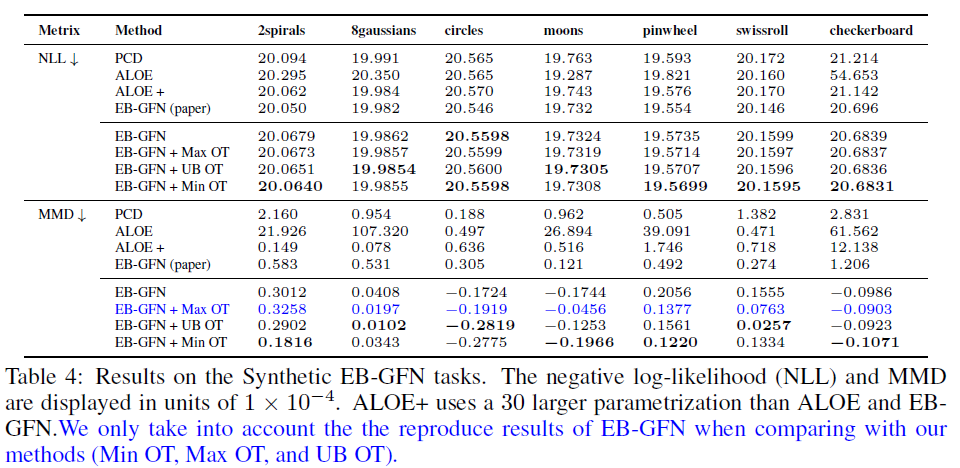 Metrix Method 2spirals 8gaussians circles moons pinwheel swissroll checkerboard
NLL ↓ PCD 20.094 19.991 20.565 19.763 19.593 20.172 21.214
ALOE 20.295 20.350 20.565 19.287 19.821 20.160 54.653
ALOE + 20.062 19.984 20.570 19.743 19.576 20.170 21.142
EB-GFN (paper) 20.050 19.982 20.546 19.732 19.554 20.146 20.696
EB-GFN 20.0679 19.9862 20.5598 19.7324 19.5735 20.1599 20.6839
EB-GFN + Max OT 20.0673 19.9857 20.5599 19.7319 19.5714 20.1597 20.6837
EB-GFN + UB OT 20.0651 19.9854 20.5600 19.7305 19.5707 20.1596 20.6836
EB-GFN + Min OT 20.0640 19.9855 20.5598 19.7308 19.5699 20.1595 20.6831
MMD ↓ PCD 2.160 0.954 0.188 0.962 0.505 1.382 2.831
ALOE 21.926 107.320 0.497 26.894 39.091 0.471 61.562
ALOE + 0.149 0.078 0.636 0.516 1.746 0.718 12.138
EB-GFN (paper) 0.583 0.531 0.305 0.121 0.492 0.274 1.206
EB-GFN 0.3012 0.0408 −0.1724 −0.1744 0.2056 0.1555 −0.0986
EB-GFN + Max OT 0.3258 0.0197 −0.1919 −0.0456 0.1377 0.0763 −0.0903
EB-GFN + UB OT 0.2902 0.0102 −0.2819 −0.1253 0.1561 0.0257 −0.0923
EB-GFN + Min OT 0.1816 0.0343 −0.2775 −0.1966 0.1220 0.1334 −0.1071
Table 4: Results on the Synthetic EB-GFN tasks. The negative log-likelihood (NLL) and MMD
are displayed in units of 1 × 10⁻⁴. ALOE+ uses a 30 larger parametrization than ALOE and EB-
GFN.We only take into account the the reproduce results of EB-GFN when comparing with our
methods (Min OT, Max OT, and UB OT).